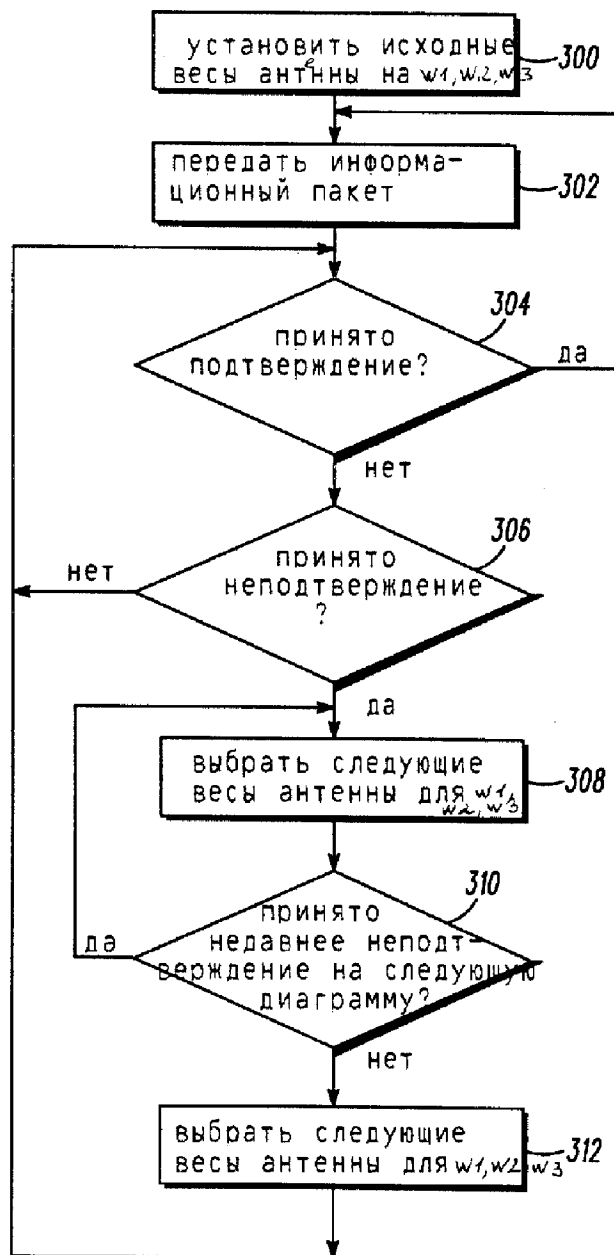 установить исходные
весы антенны на w1, w2, w3
300
передать информа-
ционный пакет
302
304
принято
подтверждение?
да
нет
306
принято
неподтверждение
?
нет
да
выбрать следующие
весы антенны для w1,
w2, w3
308
310
принято
недавнее неподт-
верждение на следующую
диаграмму?
да
нет
выбрать следующие
весы антенны для w1, w2 w3
312